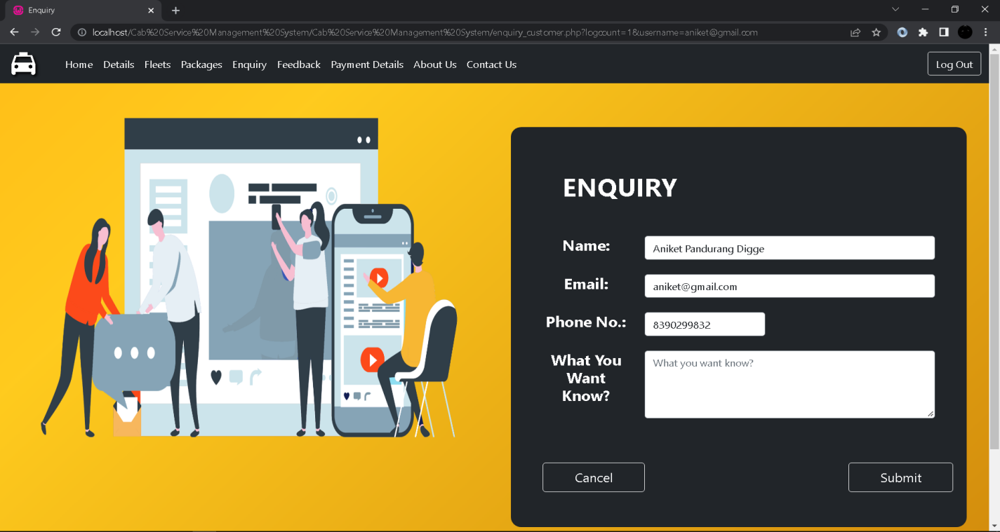 Enquiry
localhost/Cab%20Service%20Management%20System/Cab%20Service%20Management%20System/enquiry_customer.php?logcount=1&username=aniket@gmail.com
Home Details Fleets Packages Enquiry Feedback Payment Details About Us Contact Us Log Out
ENQUIRY
Name: Aniket Pandurang Digge
Email: aniket@gmail.com
Phone No.: 8390299832
What You
Want
Know?
What you want know?
Cancel Submit